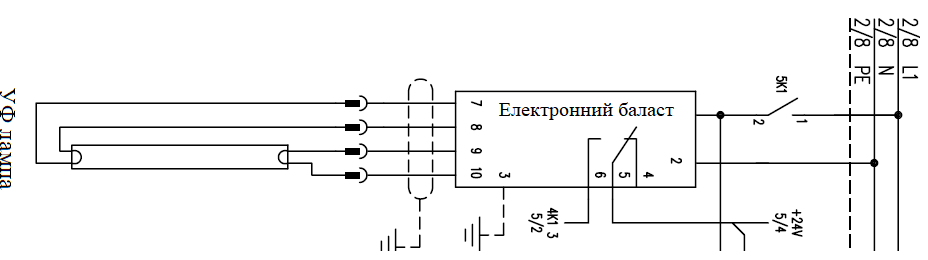 2/8 L1
2/8 N
2/8 PE
5K1
2
1
Електронний баласт
7
8
9
10
3
2
6
5
4
4K1 3
5/2
+24V
5/4
УФ лампа